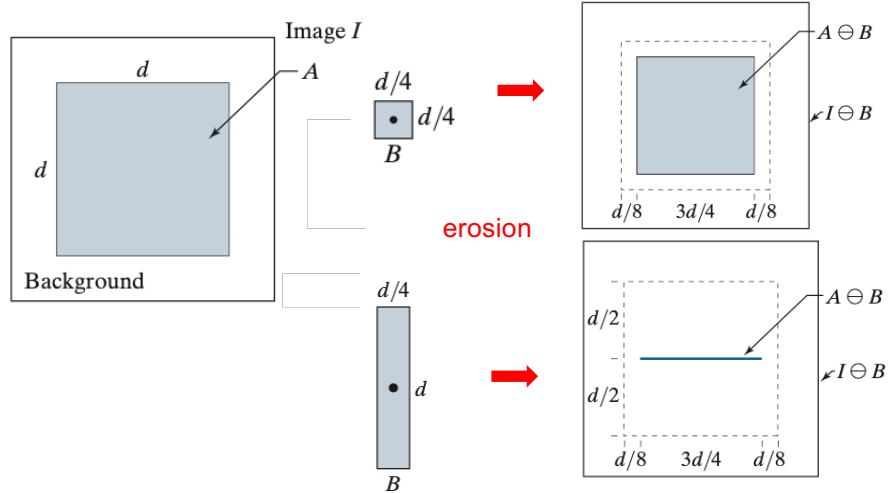 Image I
d
A
d
Background
d/4
d/4
B
A ⊖ B
I ⊖ B
d/8 3d/4 d/8
erosion
d/4
d
B
d/2
d/2
A ⊖ B
I ⊖ B
d/8 3d/4 d/8